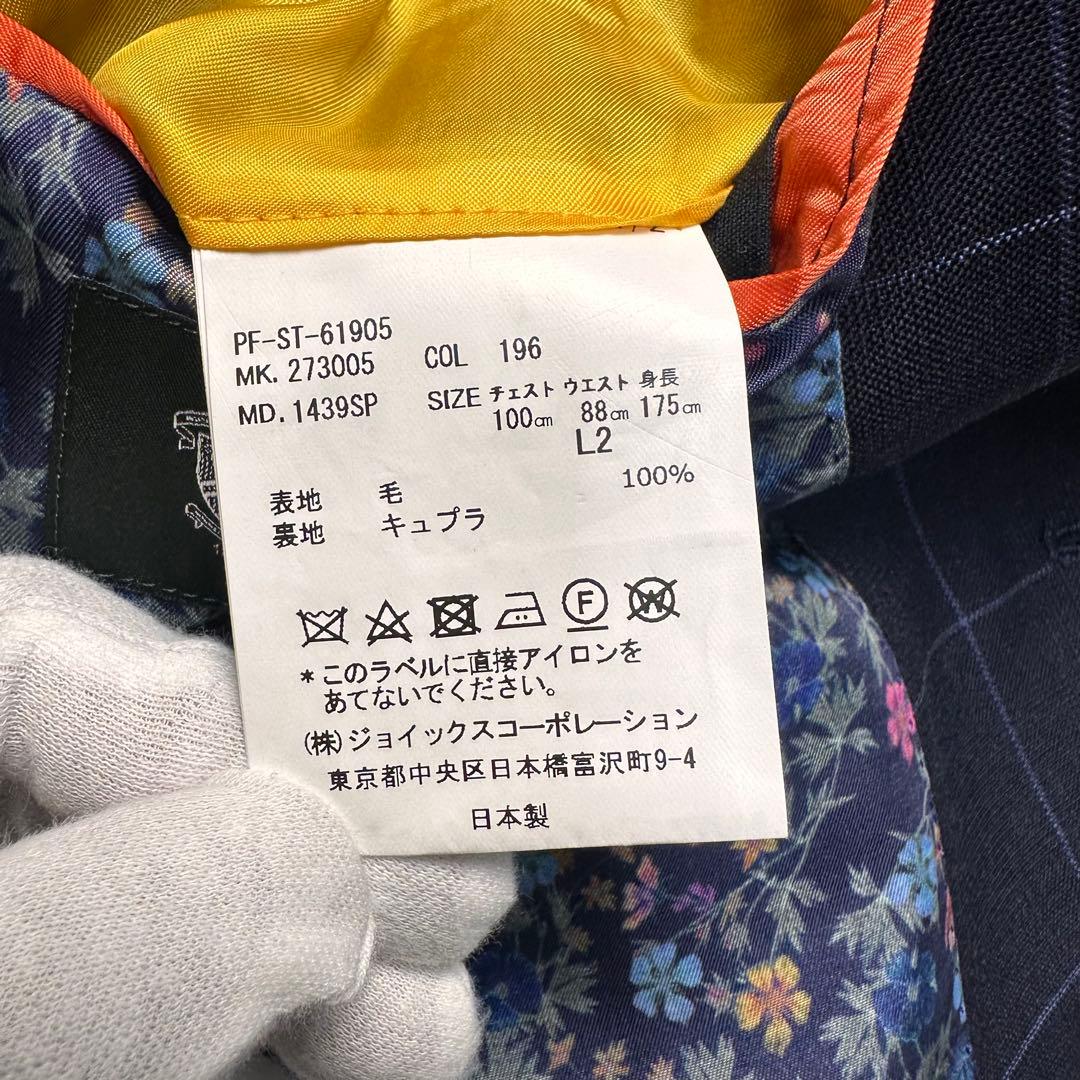 PF-ST-61905
MK. 273005 COL 196
MD. 1439SP SIZE チェスト ウエスト 身長
100cm 88cm 175cm
L2
100%
表地 毛
裏地 キュプラ
F W
*このラベルに直接アイロンを
あてないでください。
(株)ジョイックスコーポレーション
東京都中央区日本橋富沢町9-4
日本製